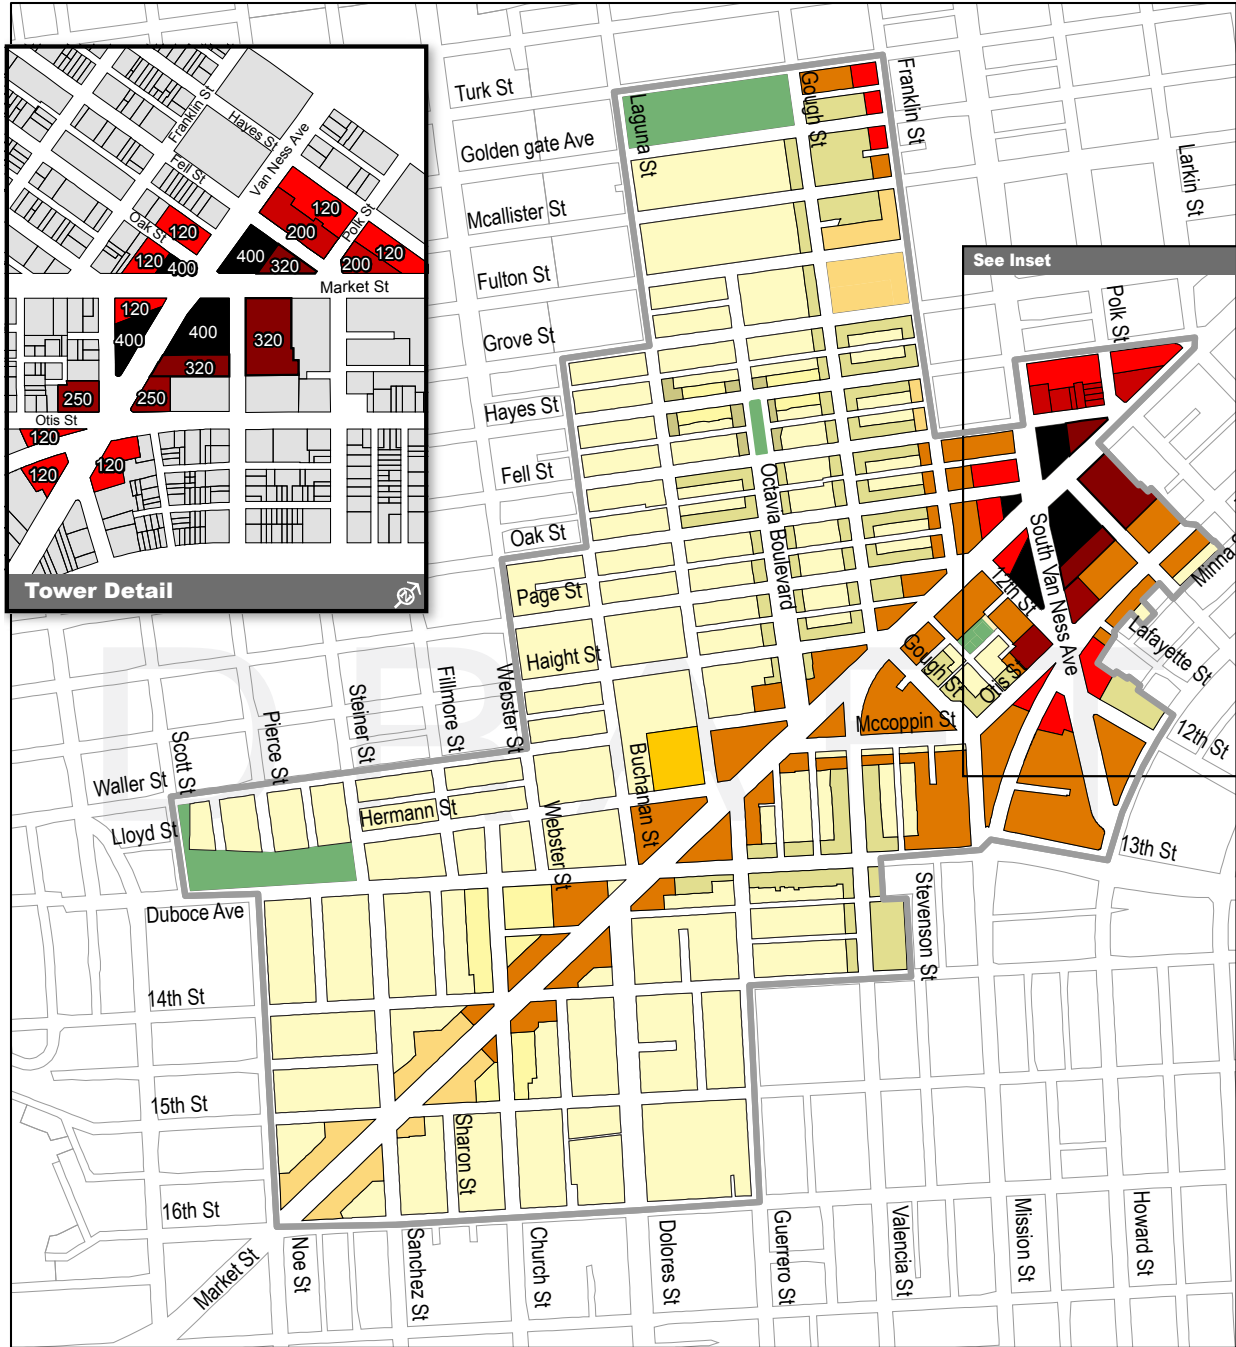 Franklin St
Hayes St
Van Ness Ave
Fell St
Oak St
Polk St
120
120
200
120
400
400
320
200
120
Market St
120
400
400
320
320
250
250
Otis St
120
120
120
Tower Detail
Turk St
Golden gate Ave
Mcallister St
Fulton St
Grove St
Hayes St
Fell St
Oak St
Page St
Haight St
Laguna St
Gough St
Franklin St
Larkin St
See Inset
Polk St
Octavia Boulevard
South Van Ness Ave
12th St
Minna
Lafayette St
Gough St
Otis St
Mccoppin St
12th St
13th St
Webster St
Fillmore St
Steiner St
Pierce St
Scott St
Waller St
Lloyd St
Hermann St
Buchanan St
Webster St
DRAFT
Duboce Ave
Stevenson St
14th St
15th St
Sharon St
16th St
Market St
Noe St
Sanchez St
Church St
Dolores St
Guerrero St
Valencia St
Mission St
Howard St